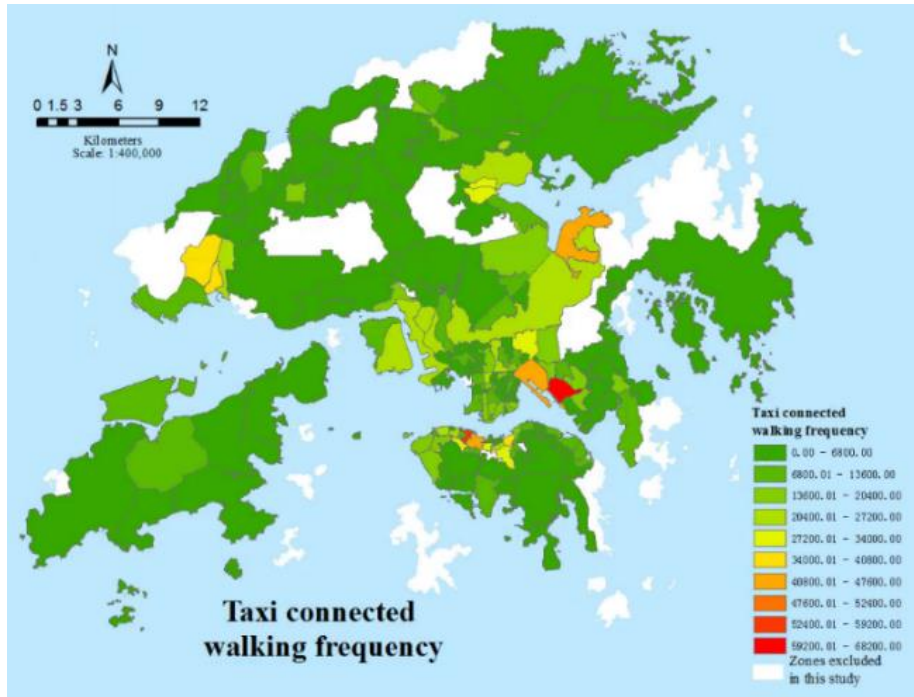 N
0 1.5 3 6 9 12
Kilometers
Scale: 1:400,000
Taxi connected
walking frequency
0.00 - 6800.00
6800.01 - 13600.00
13600.01 - 20400.00
20400.01 - 27200.00
27200.01 - 34000.00
34000.01 - 40800.00
40800.01 - 47600.00
47600.01 - 52400.00
52400.01 - 59200.00
59200.01 - 68200.00
Zones excluded
in this study
Taxi connected
walking frequency